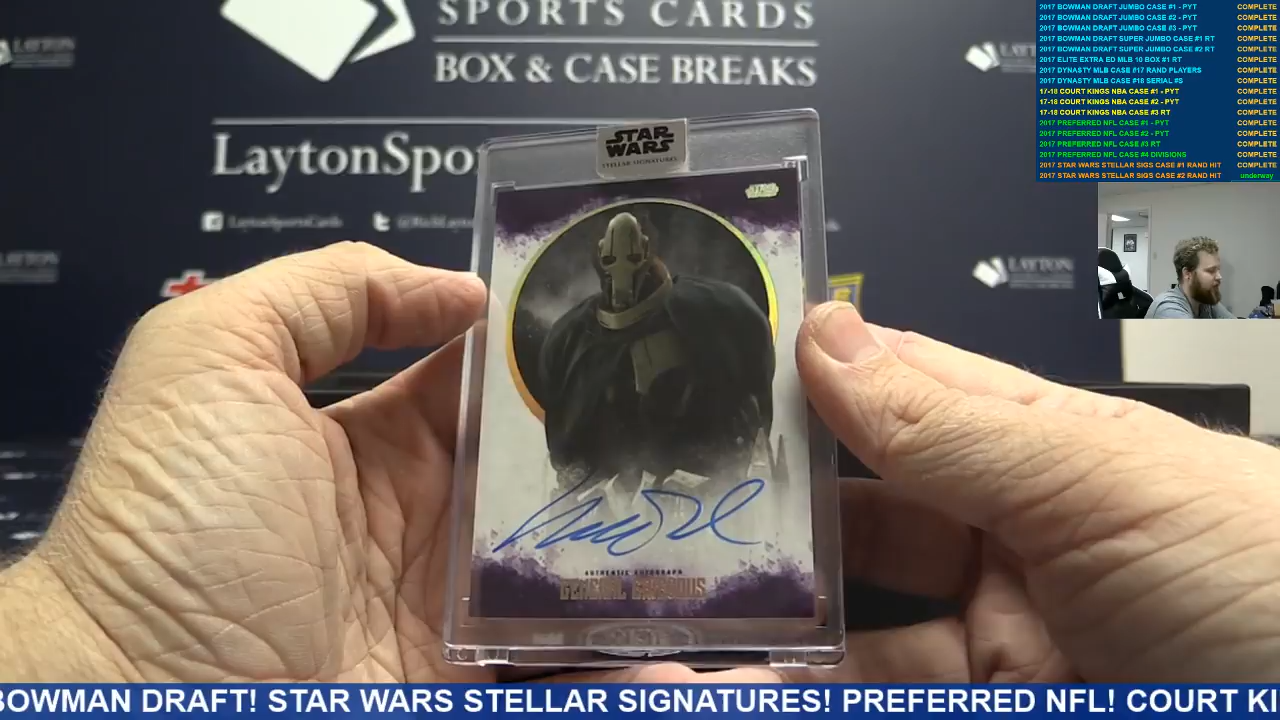 SPORTS CARDS
BOX & CASE BREAKS
LaytonSpo
LaytonSportsCards
LAYTON
LAYTON
STAR
WARS
STELLAR SIGNATURES
STAR
WARS
AUTHENTIC AUTOGRAPH
GENERAL GRIEVOUS
2017 BOWMAN DRAFT JUMBO CASE #1 - PYT COMPLETE
2017 BOWMAN DRAFT JUMBO CASE #2 - PYT COMPLETE
2017 BOWMAN DRAFT JUMBO CASE #3 - PYT COMPLETE
2017 BOWMAN DRAFT SUPER JUMBO CASE #1 RT COMPLETE
2017 BOWMAN DRAFT SUPER JUMBO CASE #2 RT COMPLETE
2017 ELITE EXTRA ED MLB 10 BOX #1 RT COMPLETE
2017 DYNASTY MLB CASE #17 RAND PLAYERS COMPLETE
2017 DYNASTY MLB CASE #18 SERIAL #S COMPLETE
17-18 COURT KINGS NBA CASE #1 - PYT COMPLETE
17-18 COURT KINGS NBA CASE #2 - PYT COMPLETE
17-18 COURT KINGS NBA CASE #3 RT COMPLETE
2017 PREFERRED NFL CASE #1 - PYT COMPLETE
2017 PREFERRED NFL CASE #2 - PYT COMPLETE
2017 PREFERRED NFL CASE #3 RT COMPLETE
2017 PREFERRED NFL CASE #4 DIVISIONS COMPLETE
2017 STAR WARS STELLAR SIGS CASE #1 RAND HIT COMPLETE
2017 STAR WARS STELLAR SIGS CASE #2 RAND HIT underway
BOWMAN DRAFT! STAR WARS STELLAR SIGNATURES! PREFERRED NFL! COURT KI